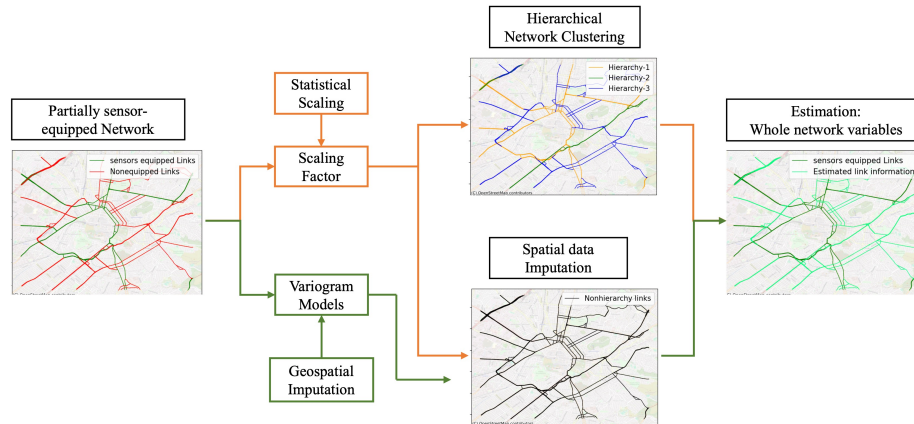 Hierarchical
Network Clustering
Hierarchy-1
Hierarchy-2
Hierarchy-3
(C) OpenStreetMap contributors
Statistical
Scaling
Scaling
Factor
Partially sensor-
equipped Network
sensors equipped Links
Nonequipped Links
Variogram
Models
Geospatial
Imputation
Spatial data
Imputation
Nonhierarchy links
Estimation:
Whole network variables
sensors equipped Links
Estimated link information